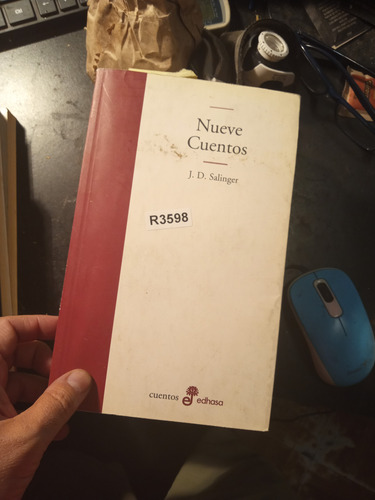 Nueve
Cuentos
J. D. Salinger
R3598
cuentos edhasa